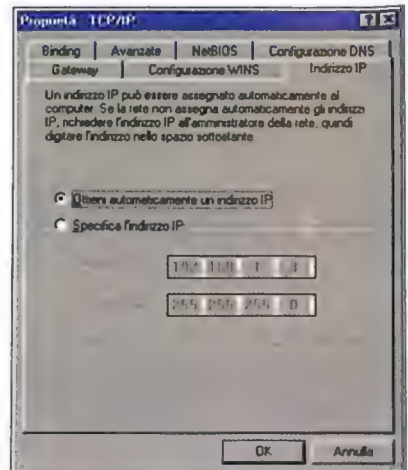 Proprietà TCP/IP
Binding Avanzate NetBIOS Configurazione DNS
Gateway Configurazione WINS Indirizzo IP
Un indirizzo IP può essere assegnato automaticamente al
computer. Se la rete non assegna automaticamente gli indirizzi
IP, richiedere l'indirizzo IP all'amministratore della rete, quindi
digitare l'indirizzo nello spazio sottostante.
Ottieni automaticamente un indirizzo IP
Specifica l'indirizzo IP:
192 168 1 3
255 255 255 0
OK Annulla